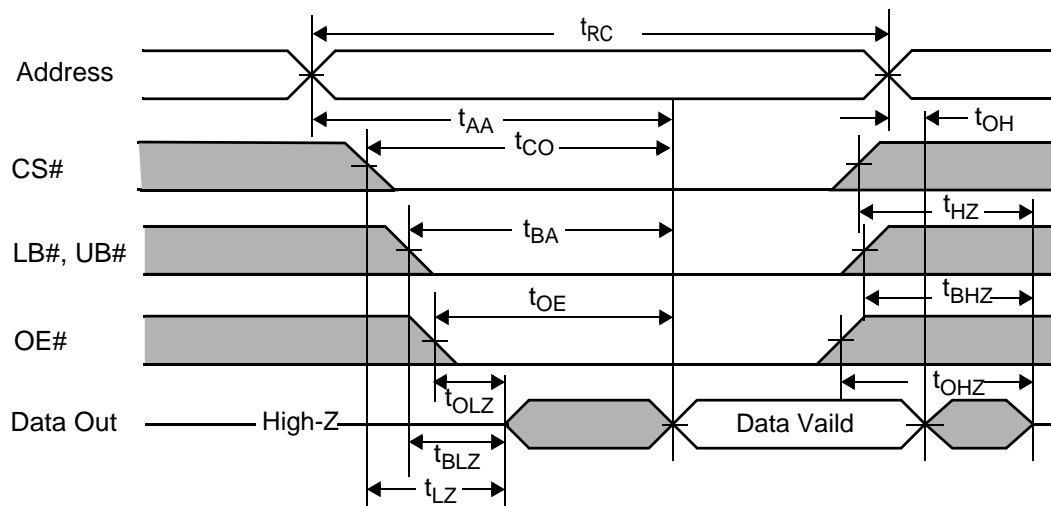 tRC
Address
tAA
tOH
tCO
CS#
tHZ
tBA
LB#, UB#
tBHZ
tOE
OE#
tOLZ
tOHZ
Data Out
High-Z
Data Vaild
tBLZ
tLZ